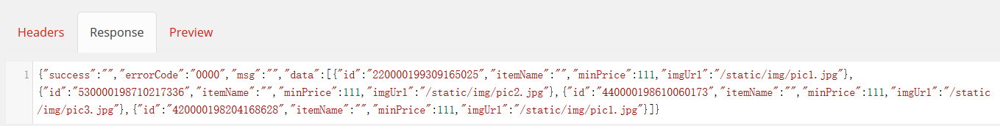 Headers Response Preview
1 {"success":"","errorCode":"0000","msg":"","data":[{"id":"220000199309165025","itemName":"","minPrice":111,"imgUrl":"/static/img/pic1.jpg"},
{"id":"530000198710217336","itemName":"","minPrice":111,"imgUrl":"/static/img/pic2.jpg"},{"id":"440000198610060173","itemName":"","minPrice":111,"imgUrl":"/static
/img/pic3.jpg"},{"id":"420000198204168628","itemName":"","minPrice":111,"imgUrl":"/static/img/pic1.jpg"}]}